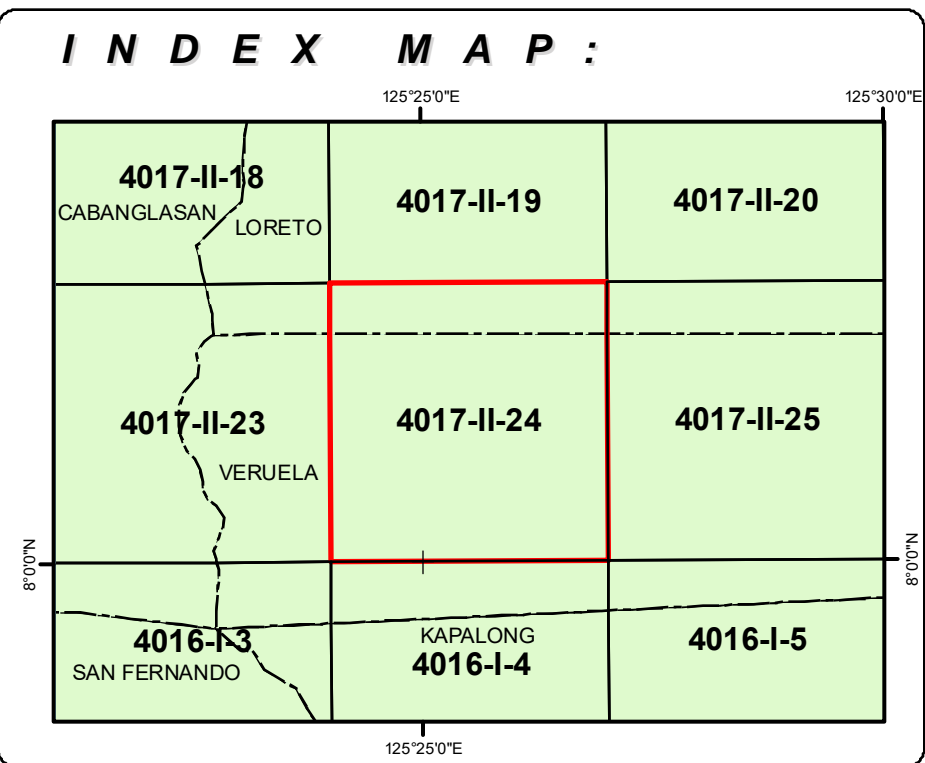 INDEX MAP:
125°25'0"E
125°30'0"E
4017-II-18
4017-II-19
4017-II-20
CABANGLASAN
LORETO
4017-II-23
4017-II-24
4017-II-25
VERUELA
8°0'0"N
8°0'0"N
4016-I-3
KAPALONG
4016-I-5
4016-I-4
SAN FERNANDO
125°25'0"E